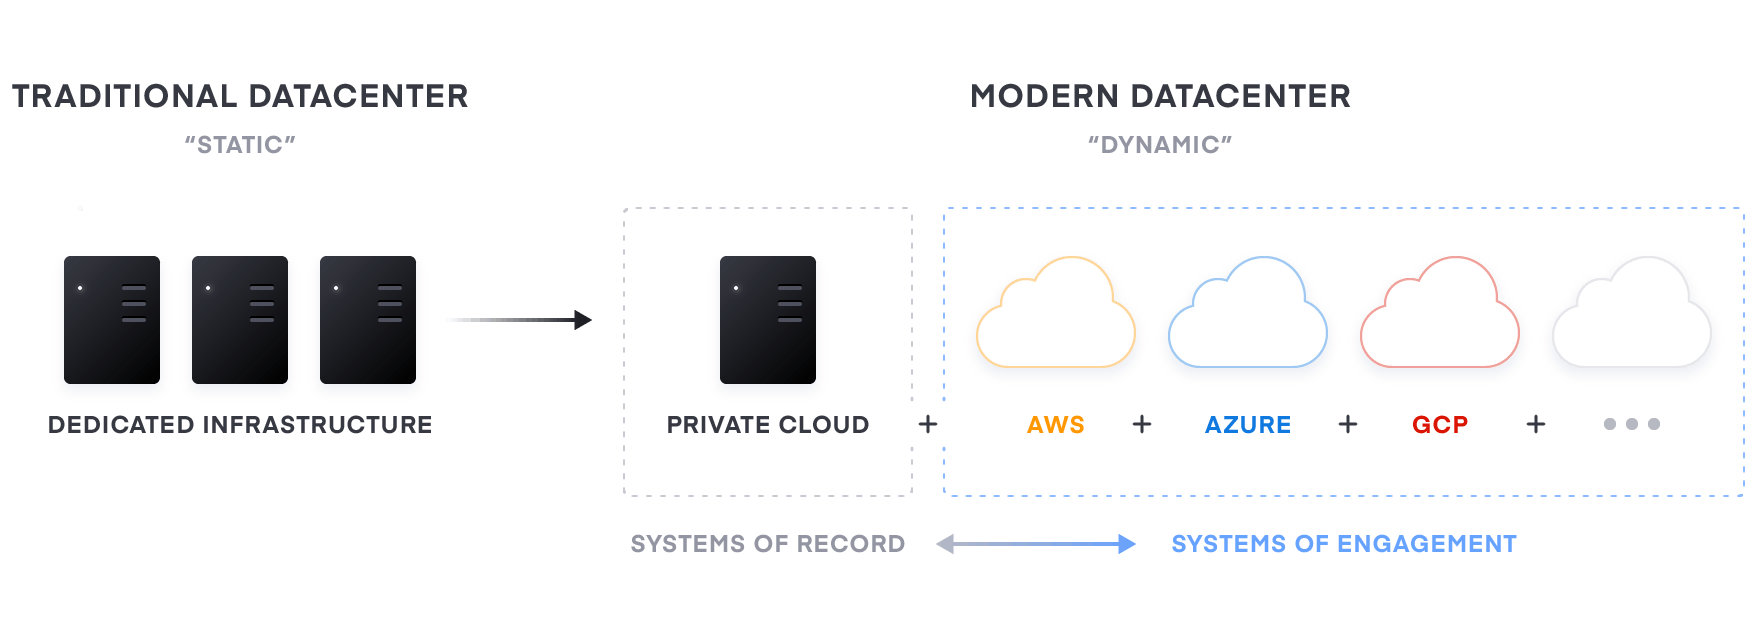 TRADITIONAL DATACENTER
“STATIC”
DEDICATED INFRASTRUCTURE
MODERN DATACENTER
“DYNAMIC”
PRIVATE CLOUD + AWS + AZURE + GCP + •••
SYSTEMS OF RECORD
SYSTEMS OF ENGAGEMENT